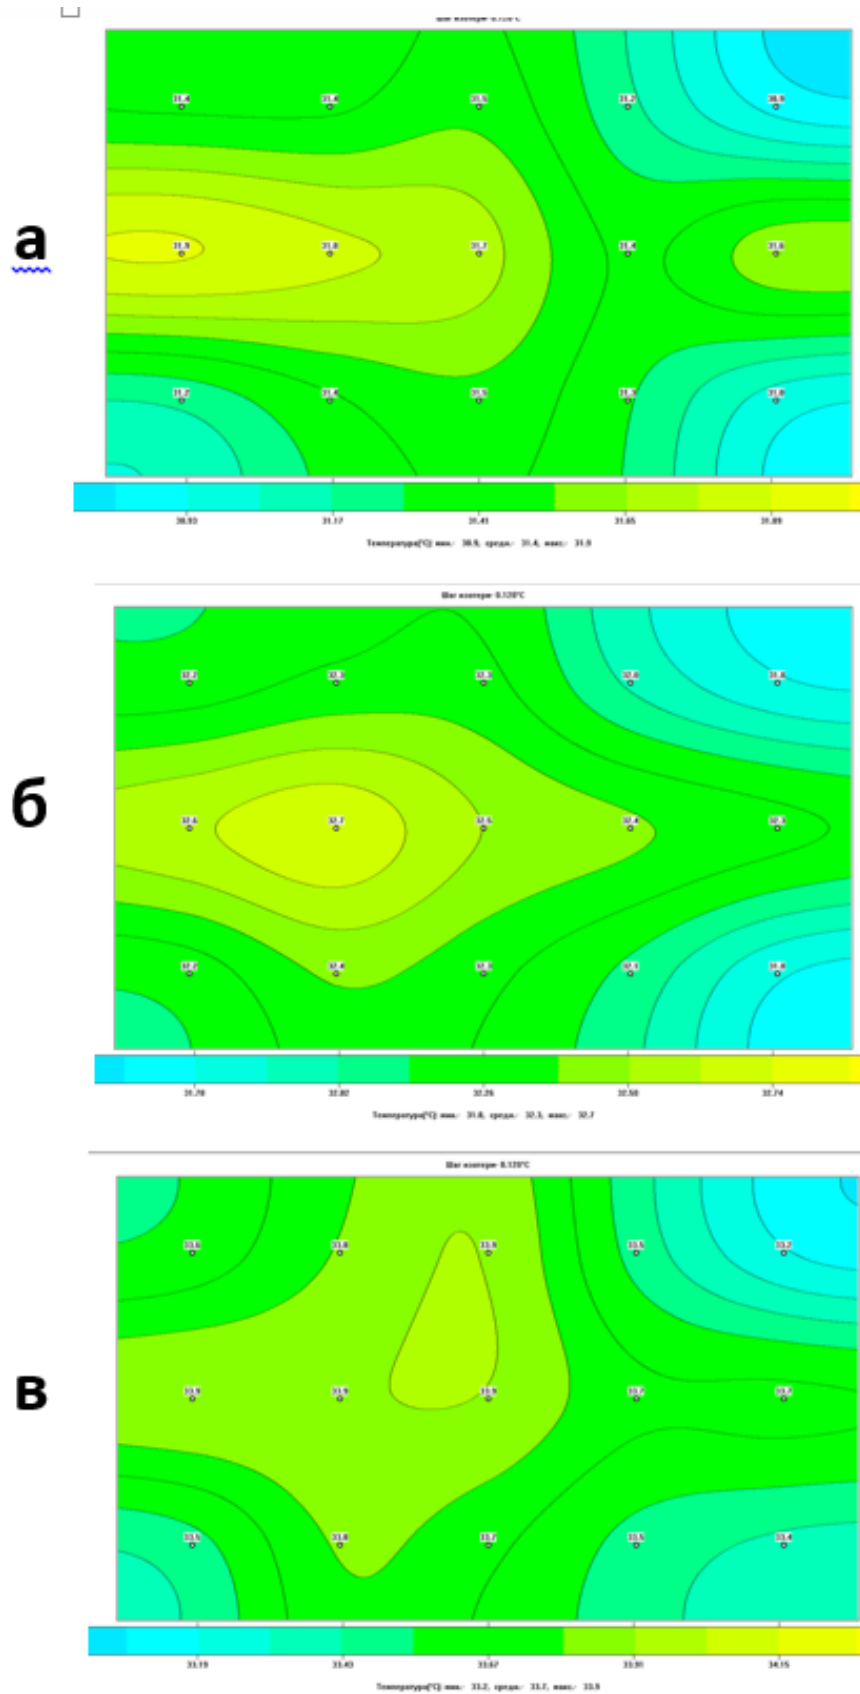 Шаг изотерм- 0.120°C
31.4 31.4 31.5 31.2 30.9
а
31.9 31.8 31.7 31.4 31.6
31.2 31.4 31.5 31.3 31.0
30.93 31.17 31.41 31.65 31.89
Температура(°C): мин.- 30.9, средн.- 31.4, макс.- 31.9
Шаг изотерм- 0.120°C
32.2 32.3 32.3 32.0 31.8
б
32.6 32.7 32.5 32.4 32.3
32.2 32.4 32.3 32.1 31.8
31.78 32.02 32.26 32.50 32.74
Температура(°C): мин.- 31.8, средн.- 32.3, макс.- 32.7
Шаг изотерм- 0.120°C
33.6 33.8 33.9 33.5 33.2
в
33.9 33.9 33.9 33.7 33.7
33.5 33.8 33.7 33.5 33.4
33.19 33.43 33.67 33.91 34.15
Температура(°C): мин.- 33.2, средн.- 33.7, макс.- 33.9